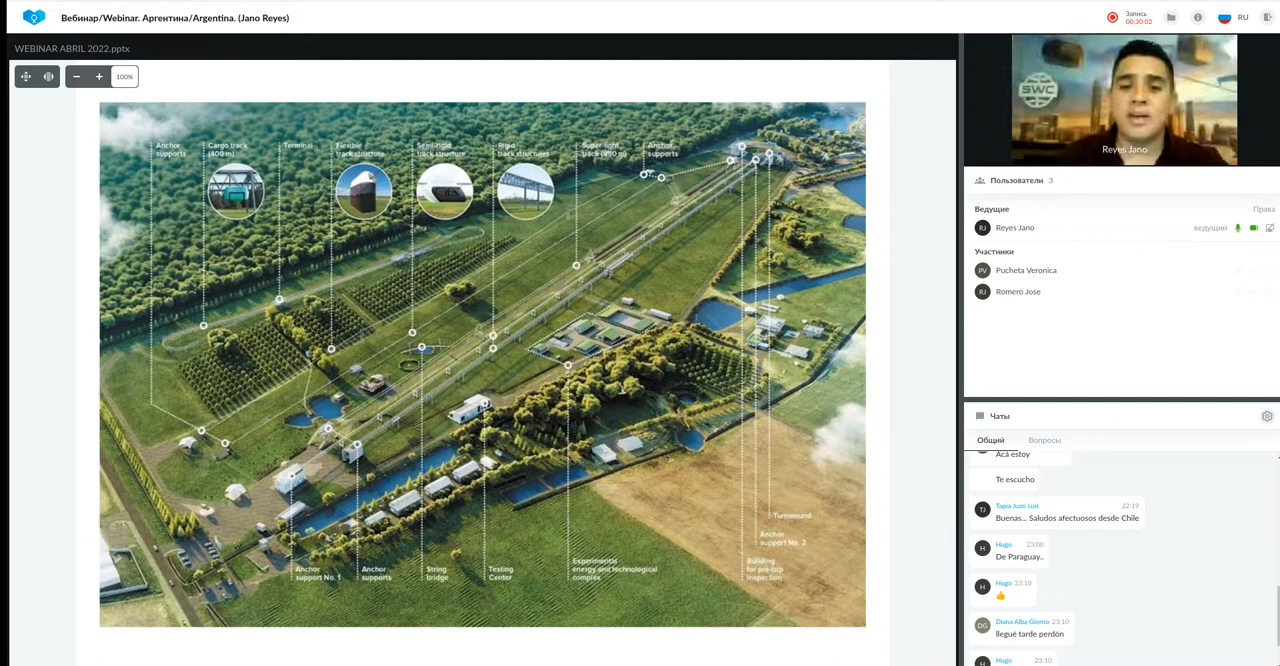 Вебинар/Webinar. Аргентина/Argentina. (Jano Reyes)
Запись
00:30:02
RU
WEBINAR ABRIL 2022.pptx
100%
Anchor
supports
Cargo track
(400 m)
Terminal
Flexible
track structure
Semi-rigid
track structure
Rigid
track structures
Super-light
track (890 m)
Anchor
supports
Turnaround
Anchor
support No. 2
Building
for pre-trip
inspection
Experimental
energy and technological
complex
Testing
Center
String
bridge
Anchor
supports
Anchor
support No. 1
SWC
Reyes Jano
Пользователи 3
Ведущие
Права
RJ
Reyes Jano
ведущий
Участники
PV
Pucheta Veronica
RJ
Romero Jose
Чаты
Общий
Вопросы
Acá estoy
Te escucho
TJ
Tapia Juan Luis
22:19
Buenas... Saludos afectuosos desde Chile
H
Hugo
23:00
De Paraguay..
H
Hugo
23:10
👍
DG
Diana Alba Giorno
23:10
llegué tarde perdón
H
Hugo
23:10